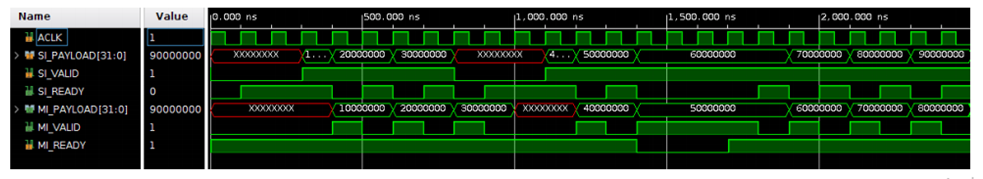 Name Value 0.000 ns 500.000 ns 1,000.000 ns 1,500.000 ns 2,000.000 ns
ACLK 1
SI_PAYLOAD[31:0] 90000000 XXXXXXXX 1... 20000000 30000000 XXXXXXXX 4... 50000000 60000000 70000000 80000000 90000000
SI_VALID 1
SI_READY 0
MI_PAYLOAD[31:0] 90000000 XXXXXXXX 10000000 20000000 30000000 XXXXXXXX 40000000 50000000 60000000 70000000 80000000
MI_VALID 1
MI_READY 1